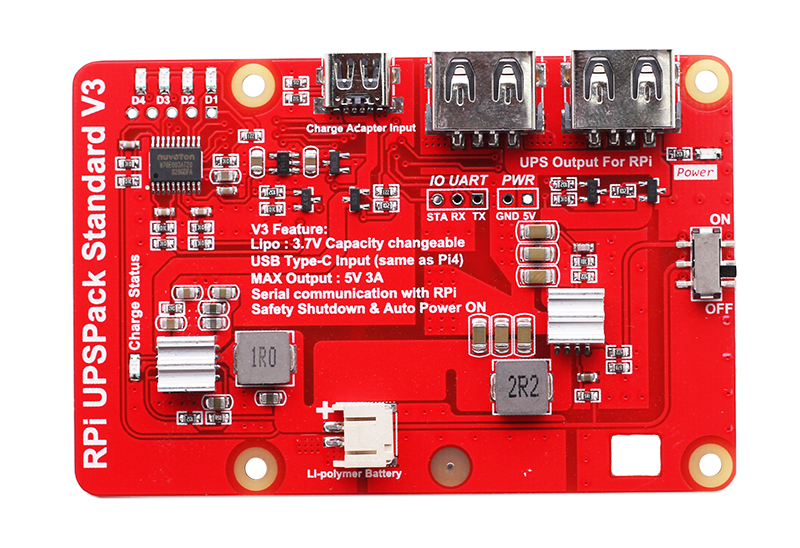 RPi UPSPack Standard V3
D4 D3 D2 D1
nuvoTon
Charge Adapter Input
UPS Output For RPi
Power
IO UART PWR
STA RX TX GND 5V
V3 Feature:
Lipo : 3.7V Capacity changeable
USB Type-C Input (same as Pi4)
MAX Output : 5V 3A
Serial communication with RPi
Safety Shutdown & Auto Power ON
ON
OFF
Charge Status
1R0
2R2
+
LI-polymer Battery